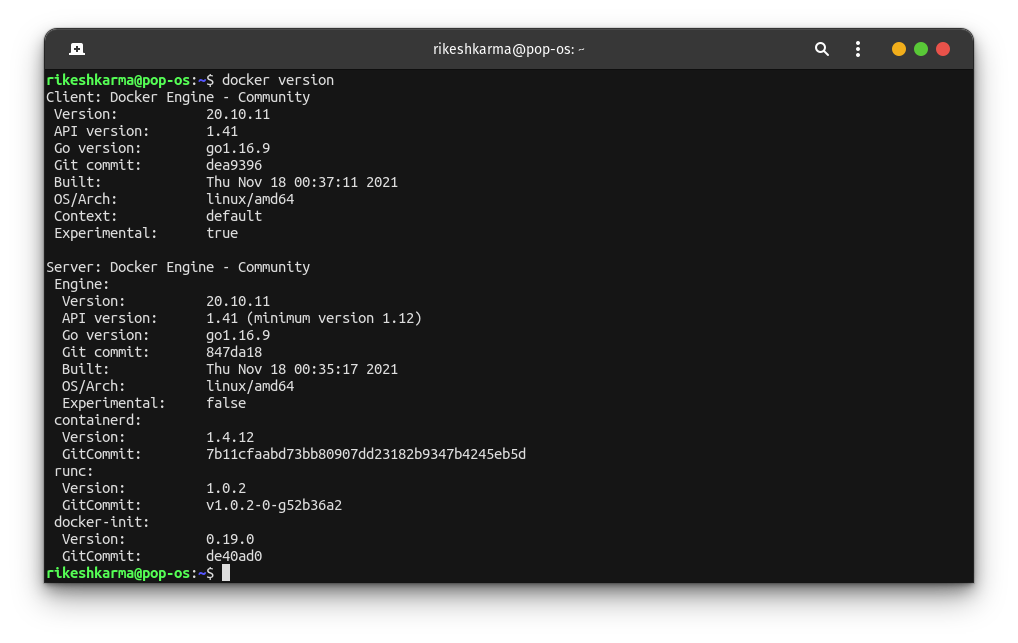 rikeshkarma@pop-os: ~
rikeshkarma@pop-os:~$ docker version
Client: Docker Engine - Community
 Version:           20.10.11
 API version:       1.41
 Go version:        go1.16.9
 Git commit:        dea9396
 Built:             Thu Nov 18 00:37:11 2021
 OS/Arch:           linux/amd64
 Context:           default
 Experimental:      true

Server: Docker Engine - Community
 Engine:
  Version:          20.10.11
  API version:      1.41 (minimum version 1.12)
  Go version:       go1.16.9
  Git commit:       847da18
  Built:            Thu Nov 18 00:35:17 2021
  OS/Arch:          linux/amd64
  Experimental:     false
 containerd:
  Version:          1.4.12
  GitCommit:        7b11cfaabd73bb80907dd23182b9347b4245eb5d
 runc:
  Version:          1.0.2
  GitCommit:        v1.0.2-0-g52b36a2
 docker-init:
  Version:          0.19.0
  GitCommit:        de40ad0
rikeshkarma@pop-os:~$